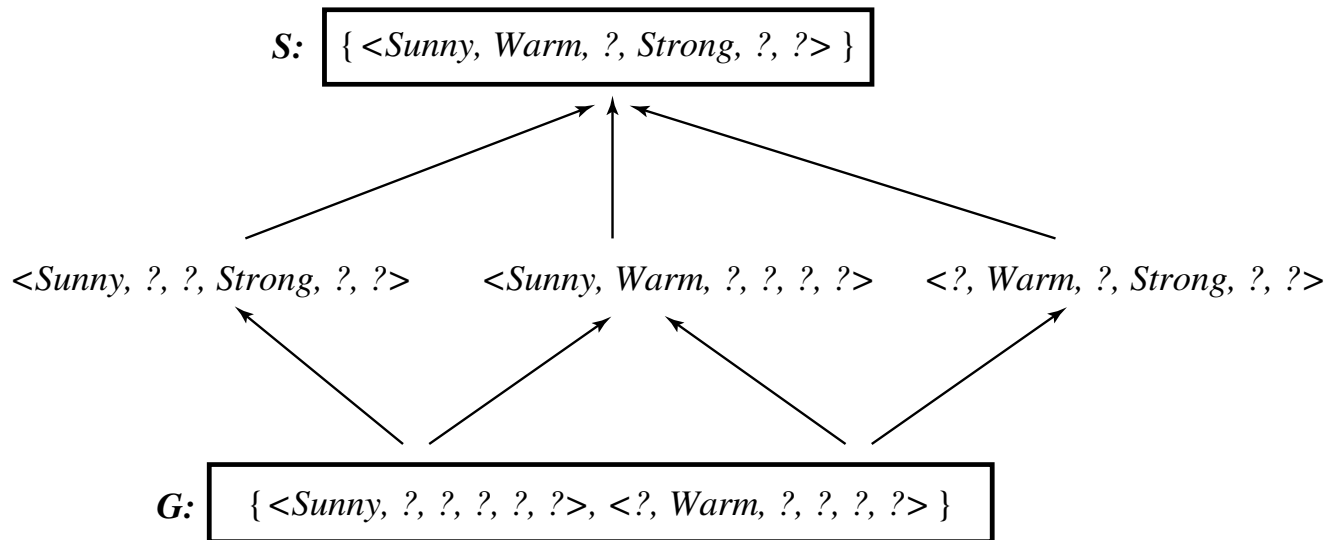 S: { <Sunny, Warm, ?, Strong, ?, ?> }
<Sunny, ?, ?, Strong, ?, ?> <Sunny, Warm, ?, ?, ?, ?> <?, Warm, ?, Strong, ?, ?>
G: { <Sunny, ?, ?, ?, ?, ?>, <?, Warm, ?, ?, ?, ?> }